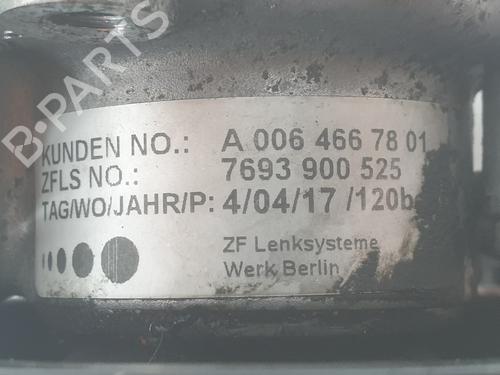 B-PARTS
KUNDEN NO.: A 006 466 78 01
ZFLS NO.: 7693 900 525
TAG/WO/JAHR/P: 4/04/17 /120b
ZF Lenksysteme
Werk Berlin